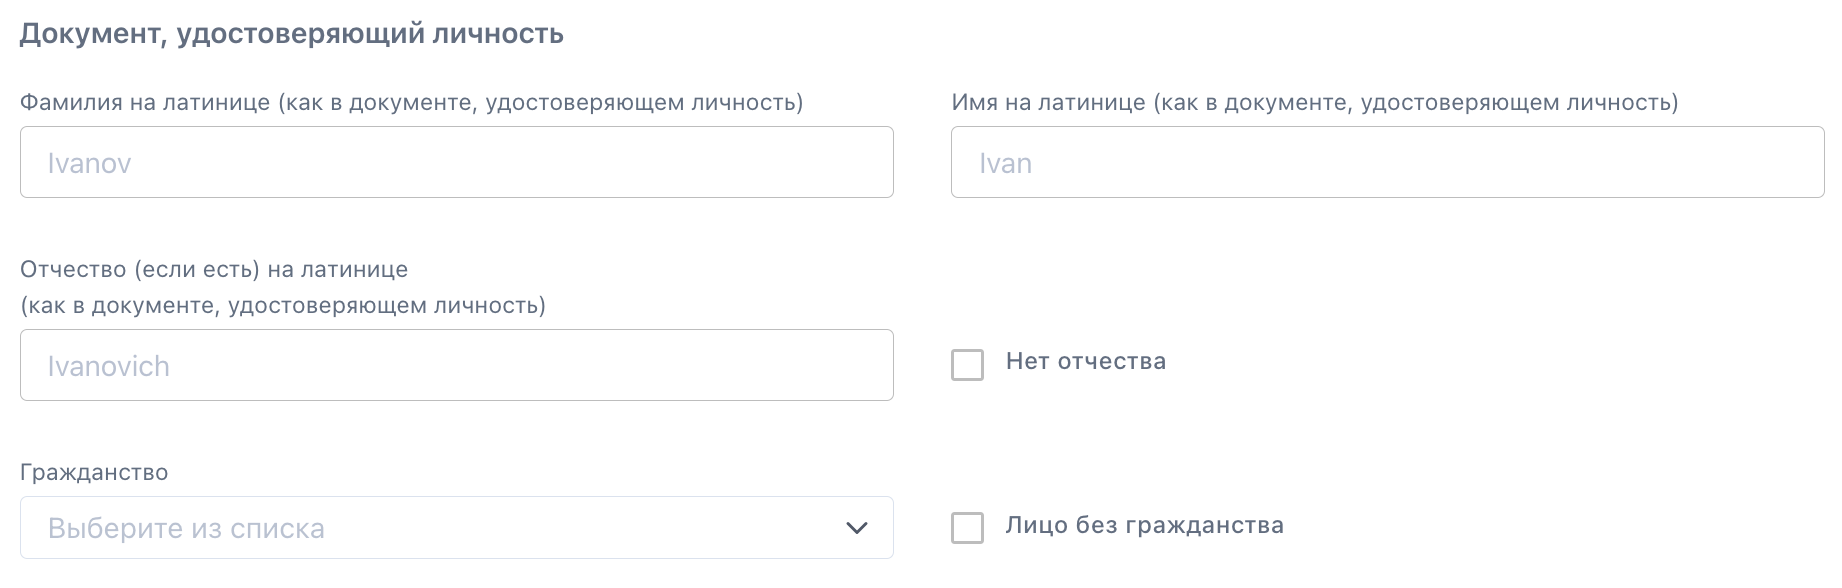 Документ, удостоверяющий личность
Фамилия на латинице (как в документе, удостоверяющем личность)
Имя на латинице (как в документе, удостоверяющем личность)
Ivanov
Ivan
Отчество (если есть) на латинице
(как в документе, удостоверяющем личность)
Ivanovich
Нет отчества
Гражданство
Выберите из списка
Лицо без гражданства